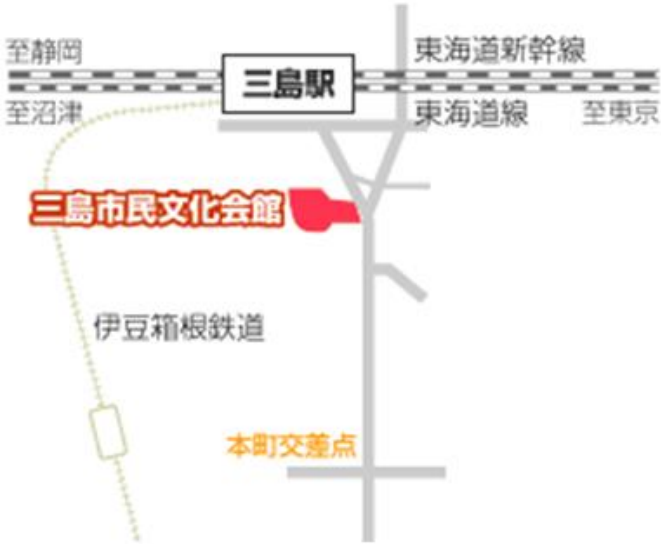 至静岡
東海道新幹線
三島駅
至沼津
東海道線
至東京
三島市民文化会館
伊豆箱根鉄道
本町交差点